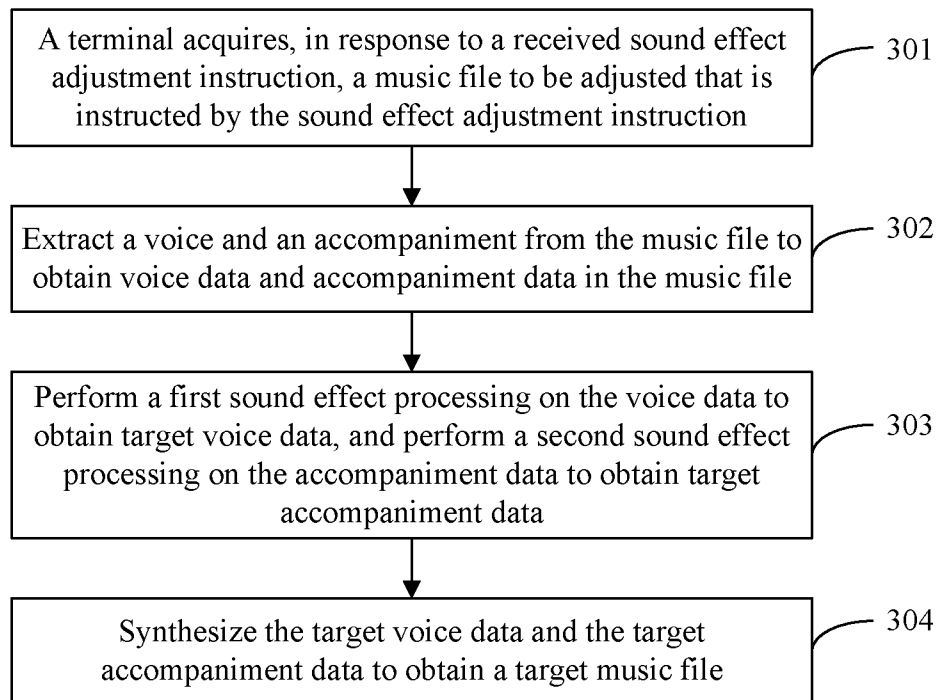 A terminal acquires, in response to a received sound effect
adjustment instruction, a music file to be adjusted that is
instructed by the sound effect adjustment instruction
301
Extract a voice and an accompaniment from the music file to
obtain voice data and accompaniment data in the music file
302
Perform a first sound effect processing on the voice data to
obtain target voice data, and perform a second sound effect
processing on the accompaniment data to obtain target
accompaniment data
303
Synthesize the target voice data and the target
accompaniment data to obtain a target music file
304